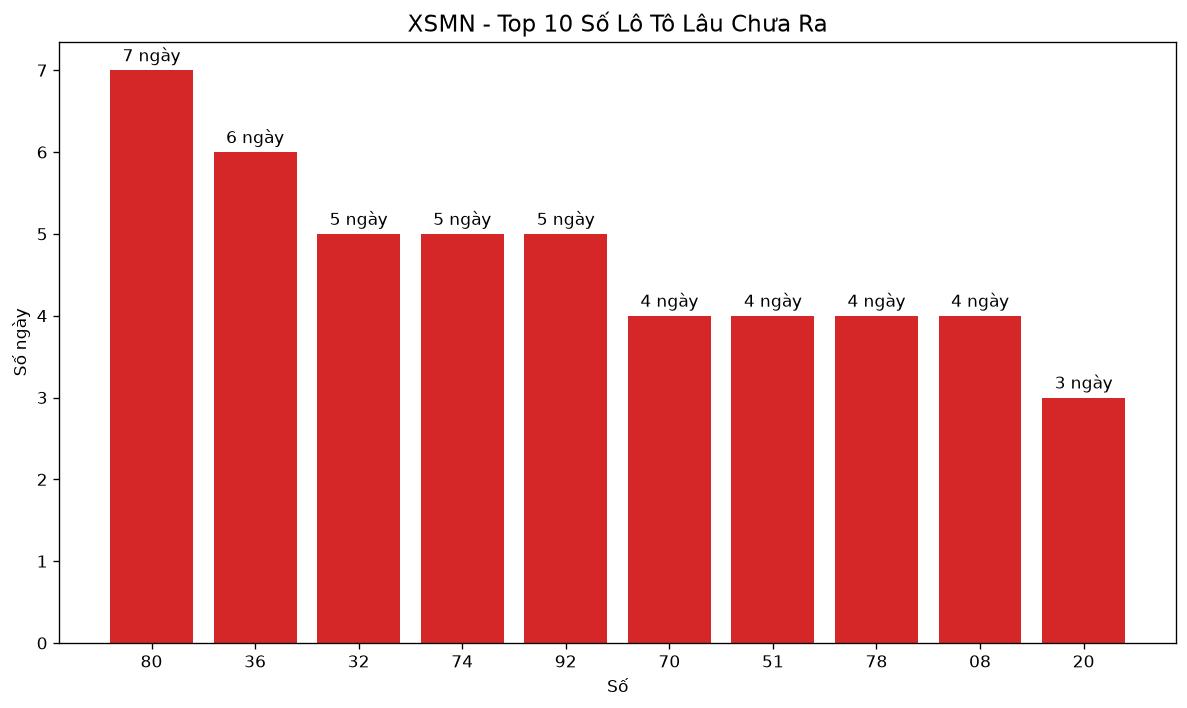 XSMN - Top 10 Số Lô Tô Lâu Chưa Ra
7 ngày
6 ngày
5 ngày 5 ngày 5 ngày
4 ngày 4 ngày 4 ngày 4 ngày
3 ngày
Số ngày
7
6
5
4
3
2
1
0
80 36 32 74 92 70 51 78 08 20
Số